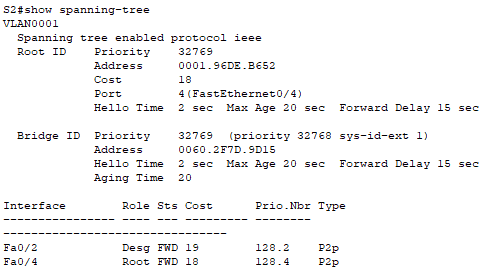 S2#show spanning-tree
VLAN0001
  Spanning tree enabled protocol ieee
  Root ID    Priority    32769
             Address     0001.96DE.B652
             Cost        18
             Port        4(FastEthernet0/4)
             Hello Time  2 sec  Max Age 20 sec  Forward Delay 15 sec

  Bridge ID  Priority    32769  (priority 32768 sys-id-ext 1)
             Address     0060.2F7D.9D15
             Hello Time  2 sec  Max Age 20 sec  Forward Delay 15 sec
             Aging Time  20

Interface        Role Sts Cost      Prio.Nbr Type
---------------- ---- --- --------- -------- --------------------------------
Fa0/2            Desg FWD 19        128.2    P2p
Fa0/4            Root FWD 18        128.4    P2p